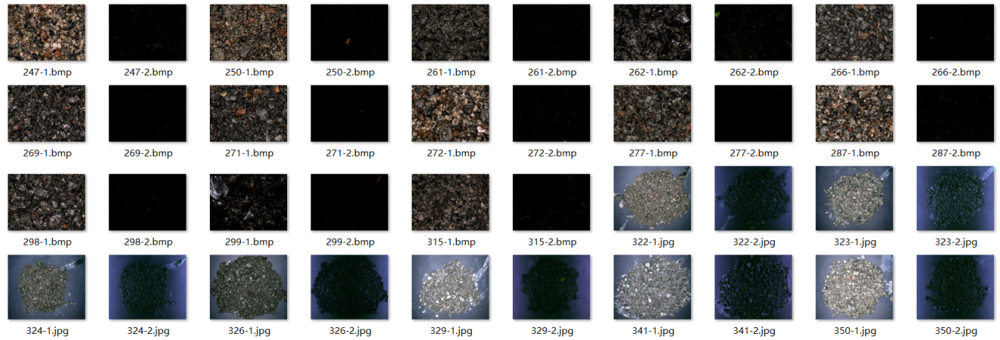 247-1.bmp 247-2.bmp 250-1.bmp 250-2.bmp 261-1.bmp 261-2.bmp 262-1.bmp 262-2.bmp 266-1.bmp 266-2.bmp
269-1.bmp 269-2.bmp 271-1.bmp 271-2.bmp 272-1.bmp 272-2.bmp 277-1.bmp 277-2.bmp 287-1.bmp 287-2.bmp
298-1.bmp 298-2.bmp 299-1.bmp 299-2.bmp 315-1.bmp 315-2.bmp 322-1.jpg 322-2.jpg 323-1.jpg 323-2.jpg
324-1.jpg 324-2.jpg 326-1.jpg 326-2.jpg 329-1.jpg 329-2.jpg 341-1.jpg 341-2.jpg 350-1.jpg 350-2.jpg